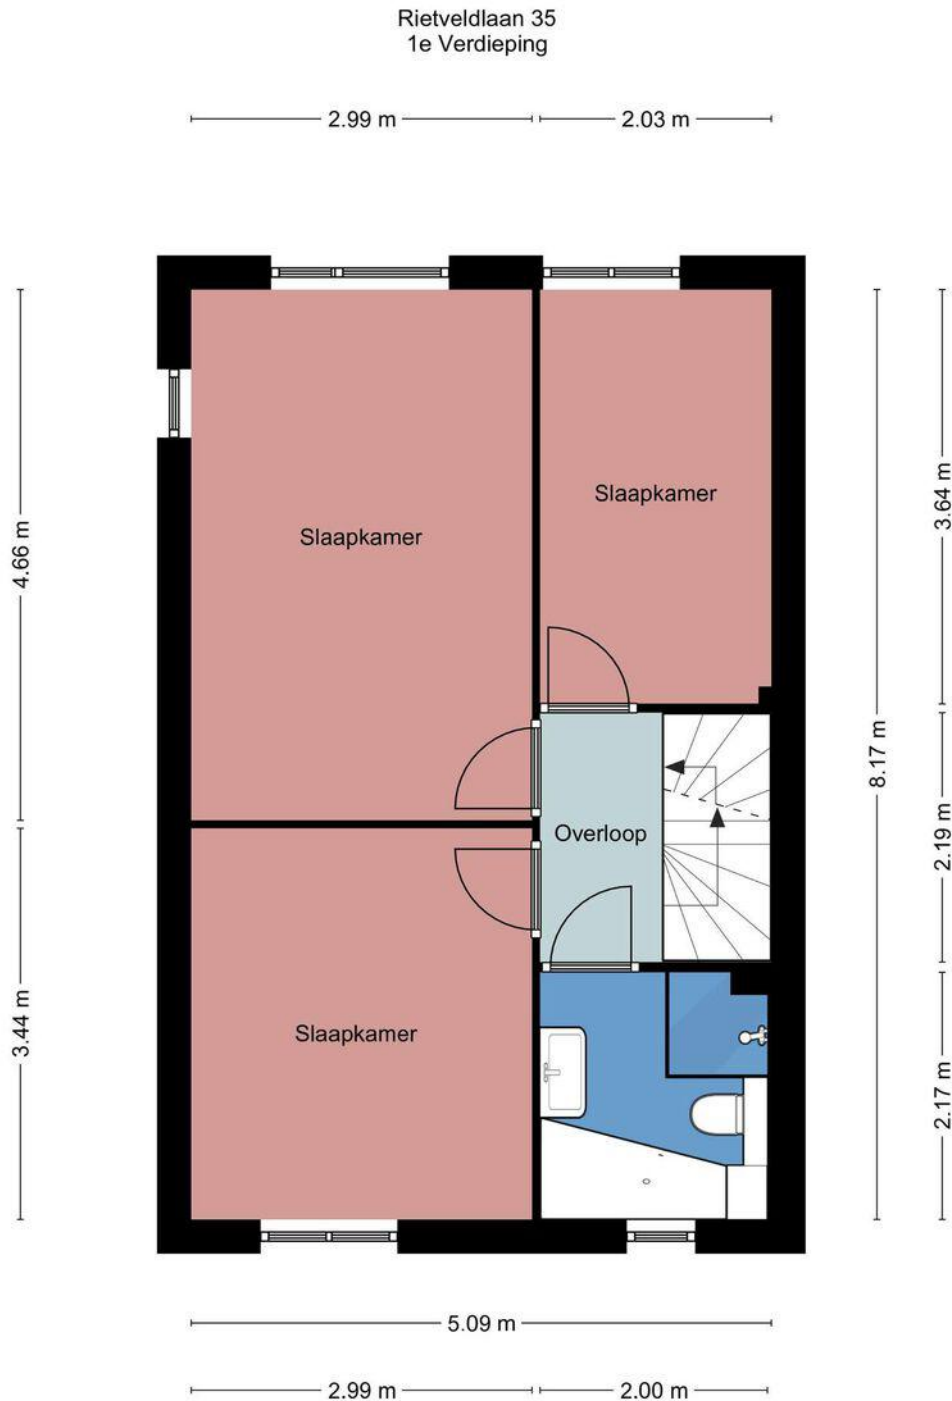 Rietveldlaan 35
1e Verdieping
2.99 m
2.03 m
4.66 m
3.44 m
Slaapkamer
Slaapkamer
Overloop
Slaapkamer
8.17 m
3.64 m
2.19 m
2.17 m
5.09 m
2.99 m
2.00 m